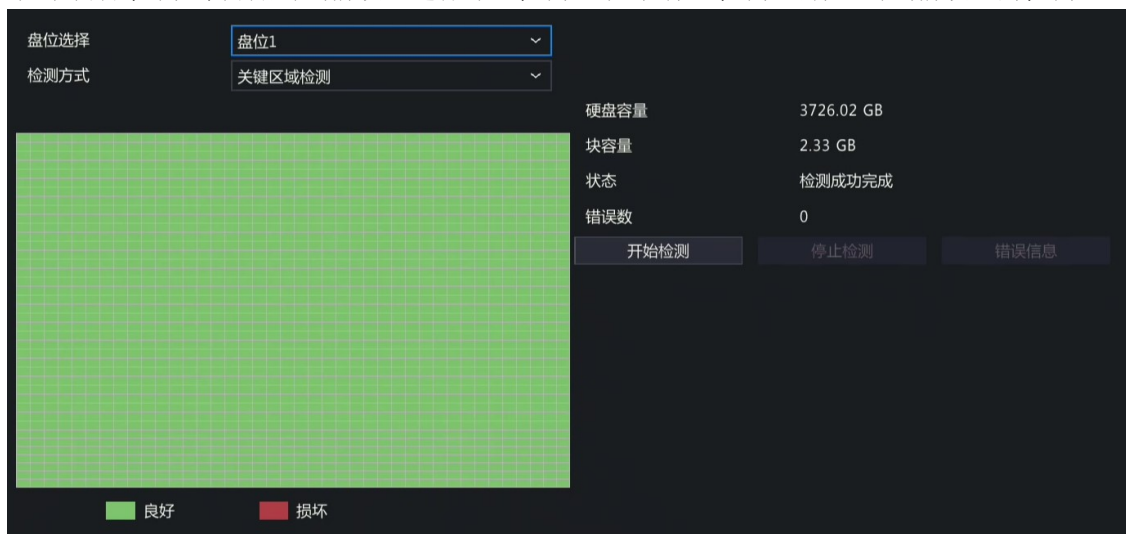 盘位选择 盘位1
检测方式 关键区域检测
硬盘容量 3726.02 GB
块容量 2.33 GB
状态 检测成功完成
错误数 0
开始检测 停止检测 错误信息
良好 损坏